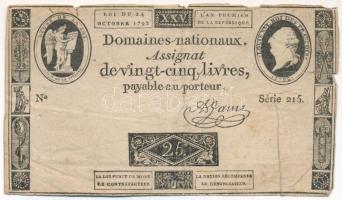 LOI DU 24
OCTOBRE 1792
XXV
L'AN PREMIER
DE LA RÉPUBLIQUE
Domaines nationaux.
Assignat
de vingt-cinq livres,
payable au porteur.
No
Série 215.
25
LA LOI PUNIT DE MORT
LE CONTREFACTEUR
LA NATION RÉCOMPENSE
LE DÉNONCIATEUR.